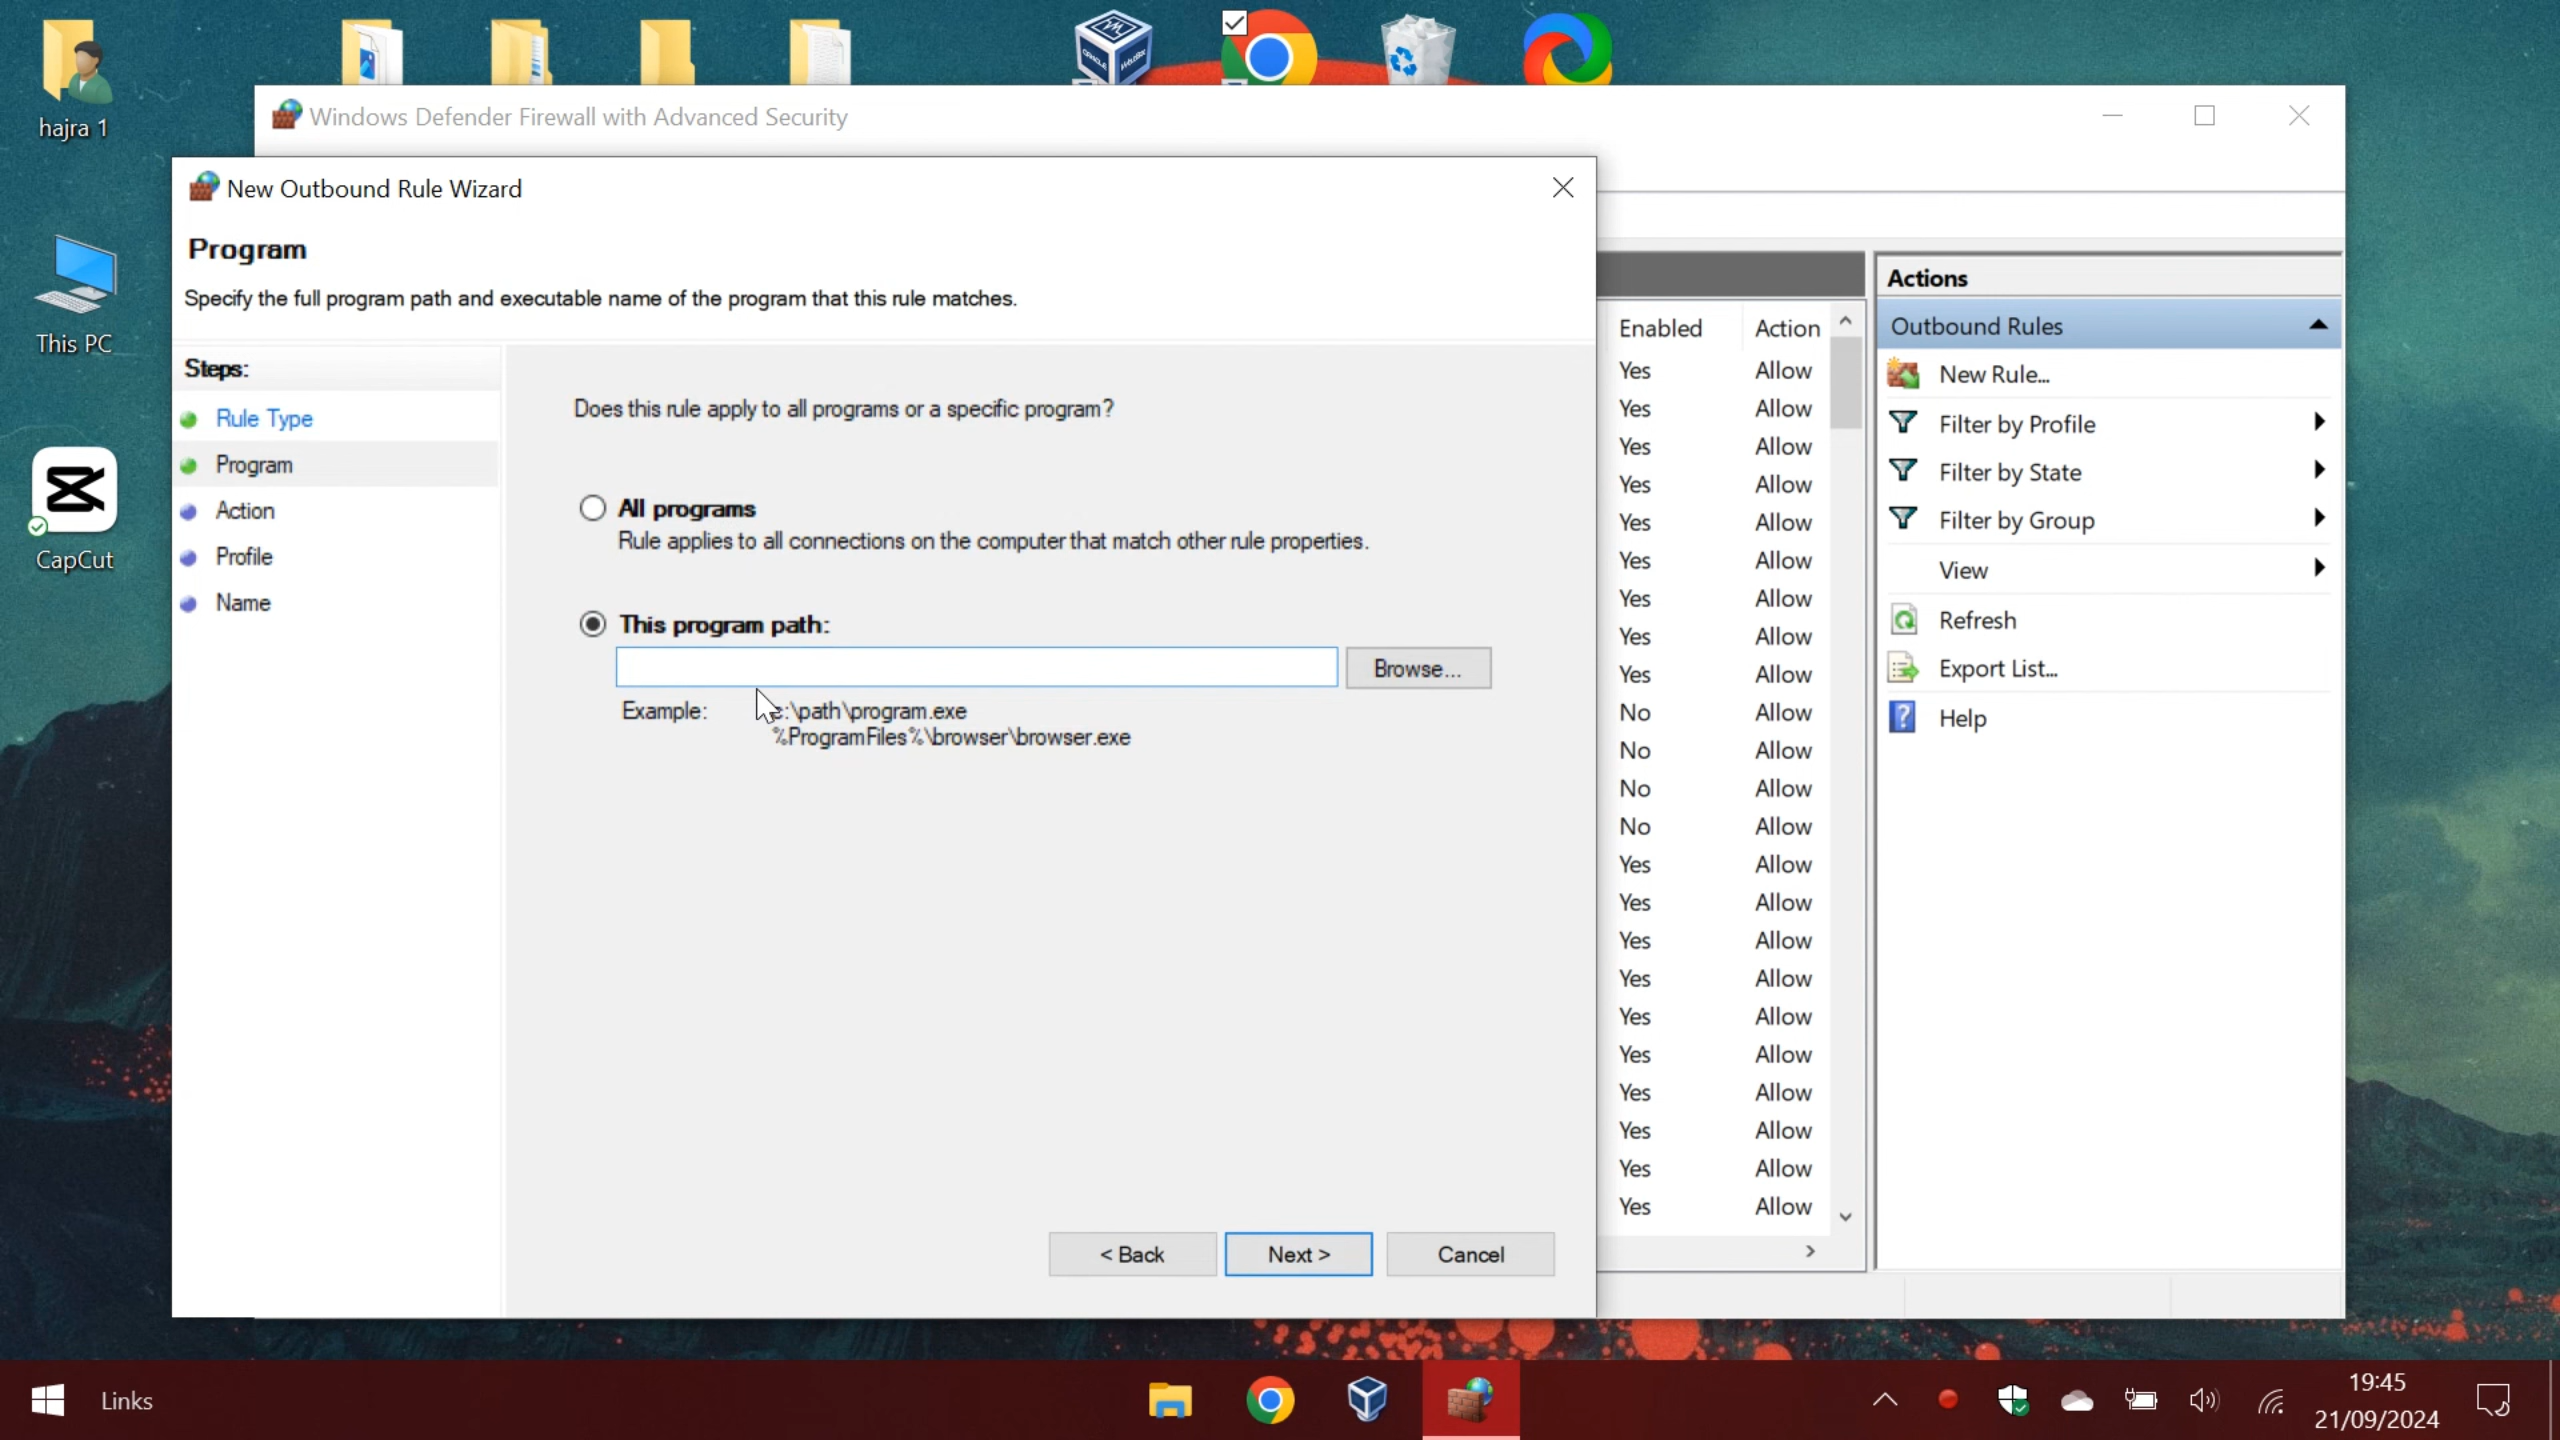 hajra 1
This PC
CapCut
Windows Defender Firewall with Advanced Security
New Outbound Rule Wizard
Program
Specify the full program path and executable name of the program that this rule matches.
Steps:
Rule Type
Program
Action
Profile
Name
Does this rule apply to all programs or a specific program?
All programs
Rule applies to all connections on the computer that match other rule properties.
This program path:
Browse...
Example: c:\path\program.exe
%ProgramFiles%\browser\browser.exe
< Back Next > Cancel
Enabled Action
Yes Allow
Yes Allow
Yes Allow
Yes Allow
Yes Allow
Yes Allow
Yes Allow
Yes Allow
Yes Allow
No Allow
No Allow
No Allow
No Allow
Yes Allow
Yes Allow
Yes Allow
Yes Allow
Yes Allow
Yes Allow
Yes Allow
Yes Allow
Yes Allow
Yes Allow
Actions
Outbound Rules
New Rule...
Filter by Profile
Filter by State
Filter by Group
View
Refresh
Export List...
Help
Links
19:45
21/09/2024